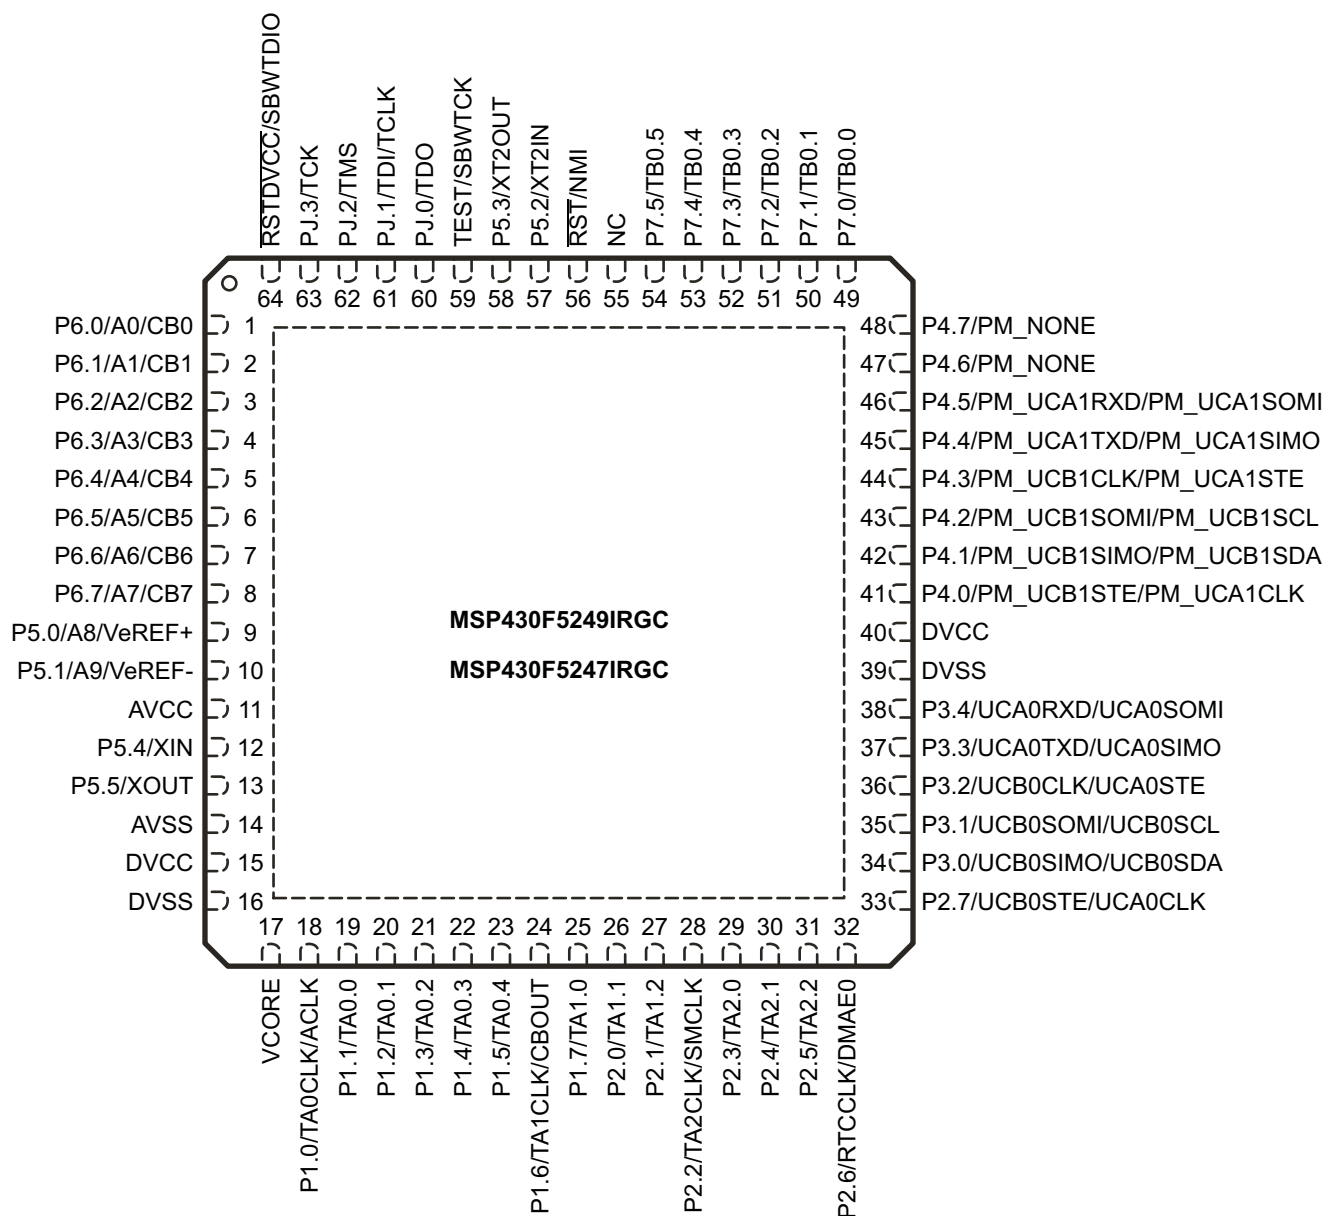 RSTDVCC/SBWTDIO
PJ.3/TCK
PJ.2/TMS
PJ.1/TDI/TCLK
PJ.0/TDO
TEST/SBWTCK
P5.3/XT2OUT
P5.2/XT2IN
RST/NMI
NC
P7.5/TB0.5
P7.4/TB0.4
P7.3/TB0.3
P7.2/TB0.2
P7.1/TB0.1
P7.0/TB0.0
64 63 62 61 60 59 58 57 56 55 54 53 52 51 50 49
P6.0/A0/CB0 1
P6.1/A1/CB1 2
P6.2/A2/CB2 3
P6.3/A3/CB3 4
P6.4/A4/CB4 5
P6.5/A5/CB5 6
P6.6/A6/CB6 7
P6.7/A7/CB7 8
P5.0/A8/VeREF+ 9
P5.1/A9/VeREF- 10
AVCC 11
P5.4/XIN 12
P5.5/XOUT 13
AVSS 14
DVCC 15
DVSS 16
MSP430F5249IRGC
MSP430F5247IRGC
48 P4.7/PM_NONE
47 P4.6/PM_NONE
46 P4.5/PM_UCA1RXD/PM_UCA1SOMI
45 P4.4/PM_UCA1TXD/PM_UCA1SIMO
44 P4.3/PM_UCB1CLK/PM_UCA1STE
43 P4.2/PM_UCB1SOMI/PM_UCB1SCL
42 P4.1/PM_UCB1SIMO/PM_UCB1SDA
41 P4.0/PM_UCB1STE/PM_UCA1CLK
40 DVCC
39 DVSS
38 P3.4/UCA0RXD/UCA0SOMI
37 P3.3/UCA0TXD/UCA0SIMO
36 P3.2/UCB0CLK/UCA0STE
35 P3.1/UCB0SOMI/UCB0SCL
34 P3.0/UCB0SIMO/UCB0SDA
33 P2.7/UCB0STE/UCA0CLK
17 18 19 20 21 22 23 24 25 26 27 28 29 30 31 32
VCORE
P1.0/TA0CLK/ACLK
P1.1/TA0.0
P1.2/TA0.1
P1.3/TA0.2
P1.4/TA0.3
P1.5/TA0.4
P1.6/TA1CLK/CBOUT
P1.7/TA1.0
P2.0/TA1.1
P2.1/TA1.2
P2.2/TA2CLK/SMCLK
P2.3/TA2.0
P2.4/TA2.1
P2.5/TA2.2
P2.6/RTCCLK/DMAE0